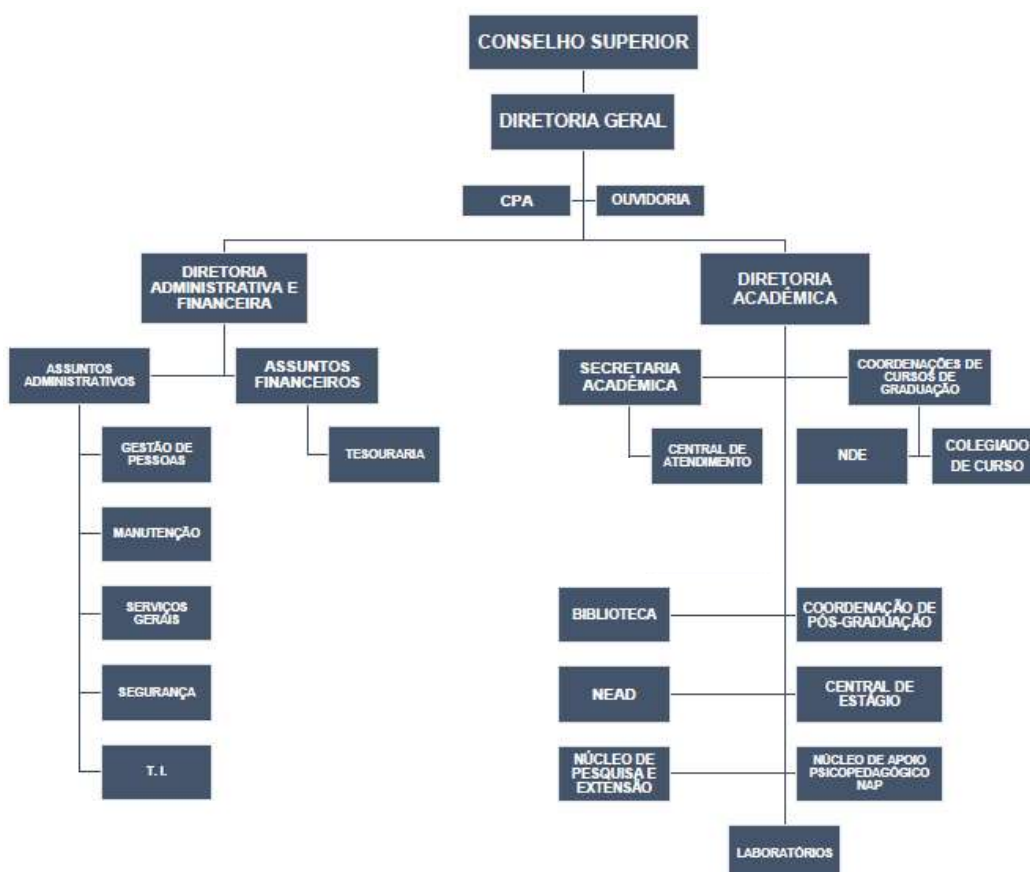 CONSELHO SUPERIOR
DIRETORIA GERAL
CPA
OUVIDORIA
DIRETORIA
ADMINISTRATIVA E
FINANCEIRA
DIRETORIA
ACADÊMICA
ASSUNTOS
ADMINISTRATIVOS
ASSUNTOS
FINANCEIROS
SECRETARIA
ACADÊMICA
COORDENAÇÕES DE
CURSOS DE
GRADUAÇÃO
GESTÃO DE
PESSOAS
TESOURARIA
CENTRAL DE
ATENDIMENTO
NDE
COLEGIADO
DE CURSO
MANUTENÇÃO
SERVIÇOS
GERAIS
BIBLIOTECA
COORDENAÇÃO DE
PÓS-GRADUAÇÃO
SEGURANÇA
NEAD
CENTRAL DE
ESTÁGIO
T. I.
NÚCLEO DE
PESQUISA E
EXTENSÃO
NÚCLEO DE APOIO
PSICOPEDAGÓGICO
NAP
LABORATÓRIOS